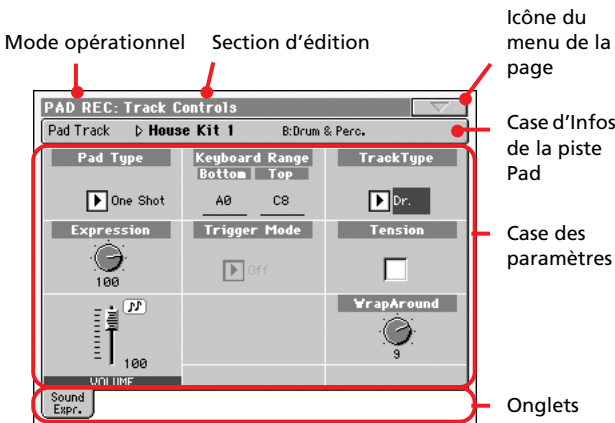 Icône du
menu de la
page
Mode opérationnel
Section d’édition
PAD REC: Track Controls
Pad Track
House Kit 1
B:Drum & Perc.
Case d’Infos
de la piste
Pad
Pad Type
Keyboard Range
TrackType
Bottom
Top
One Shot
A0
C8
Dr.
Expression
Trigger Mode
Tension
Case des
paramètres
Off
100
WrapAround
100
9
VOLUME
Sound
Expr.
Onglets